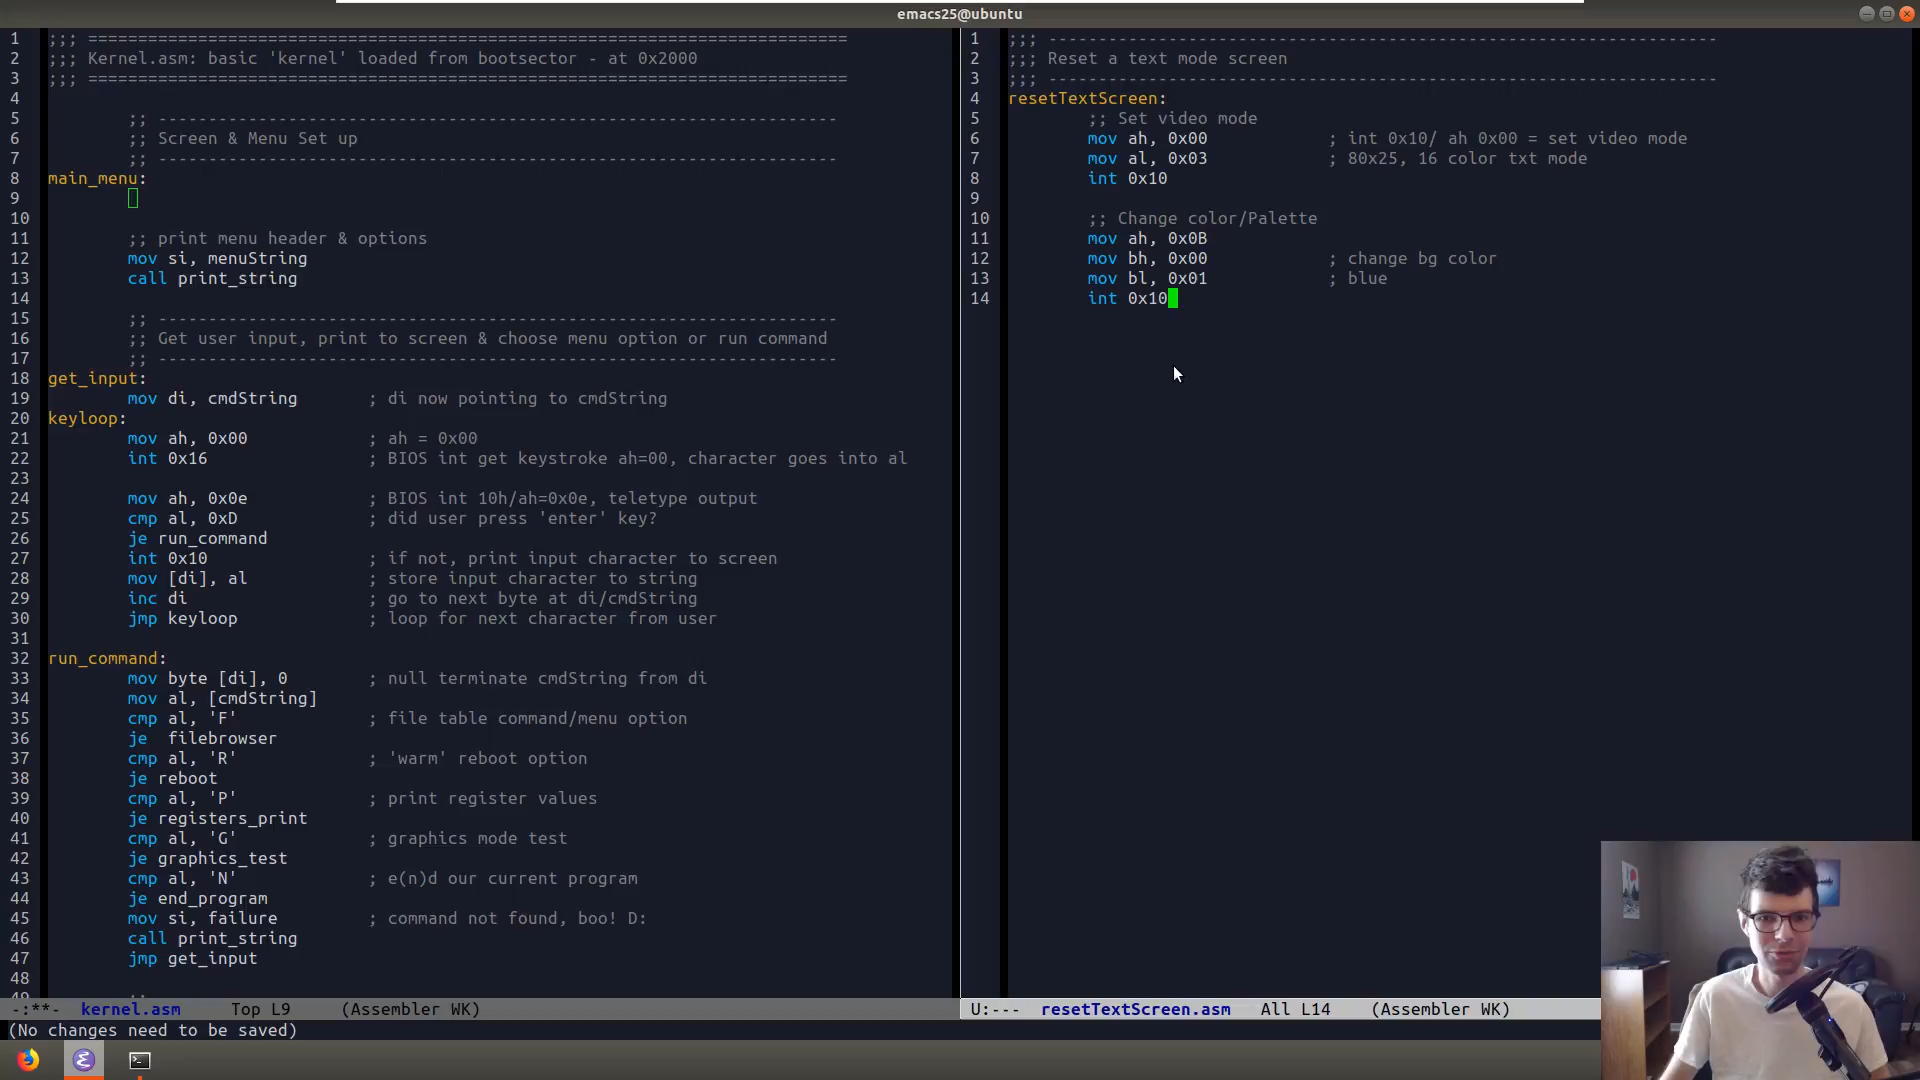 emacs25@ubuntu
1 ;;; ============================================================================
2 ;;; Kernel.asm: basic 'kernel' loaded from bootsector - at 0x2000
3 ;;; ============================================================================
4
5 ;; --------------------------------------------------------------------
6 ;; Screen & Menu Set up
7 ;; --------------------------------------------------------------------
8 main_menu:
9
10
11 ;; print menu header & options
12 mov si, menuString
13 call print_string
14
15 ;; --------------------------------------------------------------------
16 ;; Get user input, print to screen & choose menu option or run command
17 ;; --------------------------------------------------------------------
18 get_input:
19 mov di, cmdString ; di now pointing to cmdString
20 keyloop:
21 mov ah, 0x00 ; ah = 0x00
22 int 0x16 ; BIOS int get keystroke ah=00, character goes into al
23
24 mov ah, 0x0e ; BIOS int 10h/ah=0x0e, teletype output
25 cmp al, 0xD ; did user press 'enter' key?
26 je run_command
27 int 0x10 ; if not, print input character to screen
28 mov [di], al ; store input character to string
29 inc di ; go to next byte at di/cmdString
30 jmp keyloop ; loop for next character from user
31
32 run_command:
33 mov byte [di], 0 ; null terminate cmdString from di
34 mov al, [cmdString]
35 cmp al, 'F' ; file table command/menu option
36 je  filebrowser
37 cmp al, 'R' ; 'warm' reboot option
38 je reboot
39 cmp al, 'P' ; print register values
40 je registers_print
41 cmp al, 'G' ; graphics mode test
42 je graphics_test
43 cmp al, 'N' ; e(n)d our current program
44 je end_program
45 mov si, failure ; command not found, boo! D:
46 call print_string
47 jmp get_input
48
-:**- kernel.asm Top L9 (Assembler WK)
(No changes need to be saved)
1 ;;; -------------------------------------------------------------------
2 ;;; Reset a text mode screen
3 ;;; -------------------------------------------------------------------
4 resetTextScreen:
5 ;; Set video mode
6 mov ah, 0x00 ; int 0x10/ ah 0x00 = set video mode
7 mov al, 0x03 ; 80x25, 16 color txt mode
8 int 0x10
9
10 ;; Change color/Palette
11 mov ah, 0x0B
12 mov bh, 0x00 ; change bg color
13 mov bl, 0x01 ; blue
14 int 0x10
U:--- resetTextScreen.asm All L14 (Assembler WK)